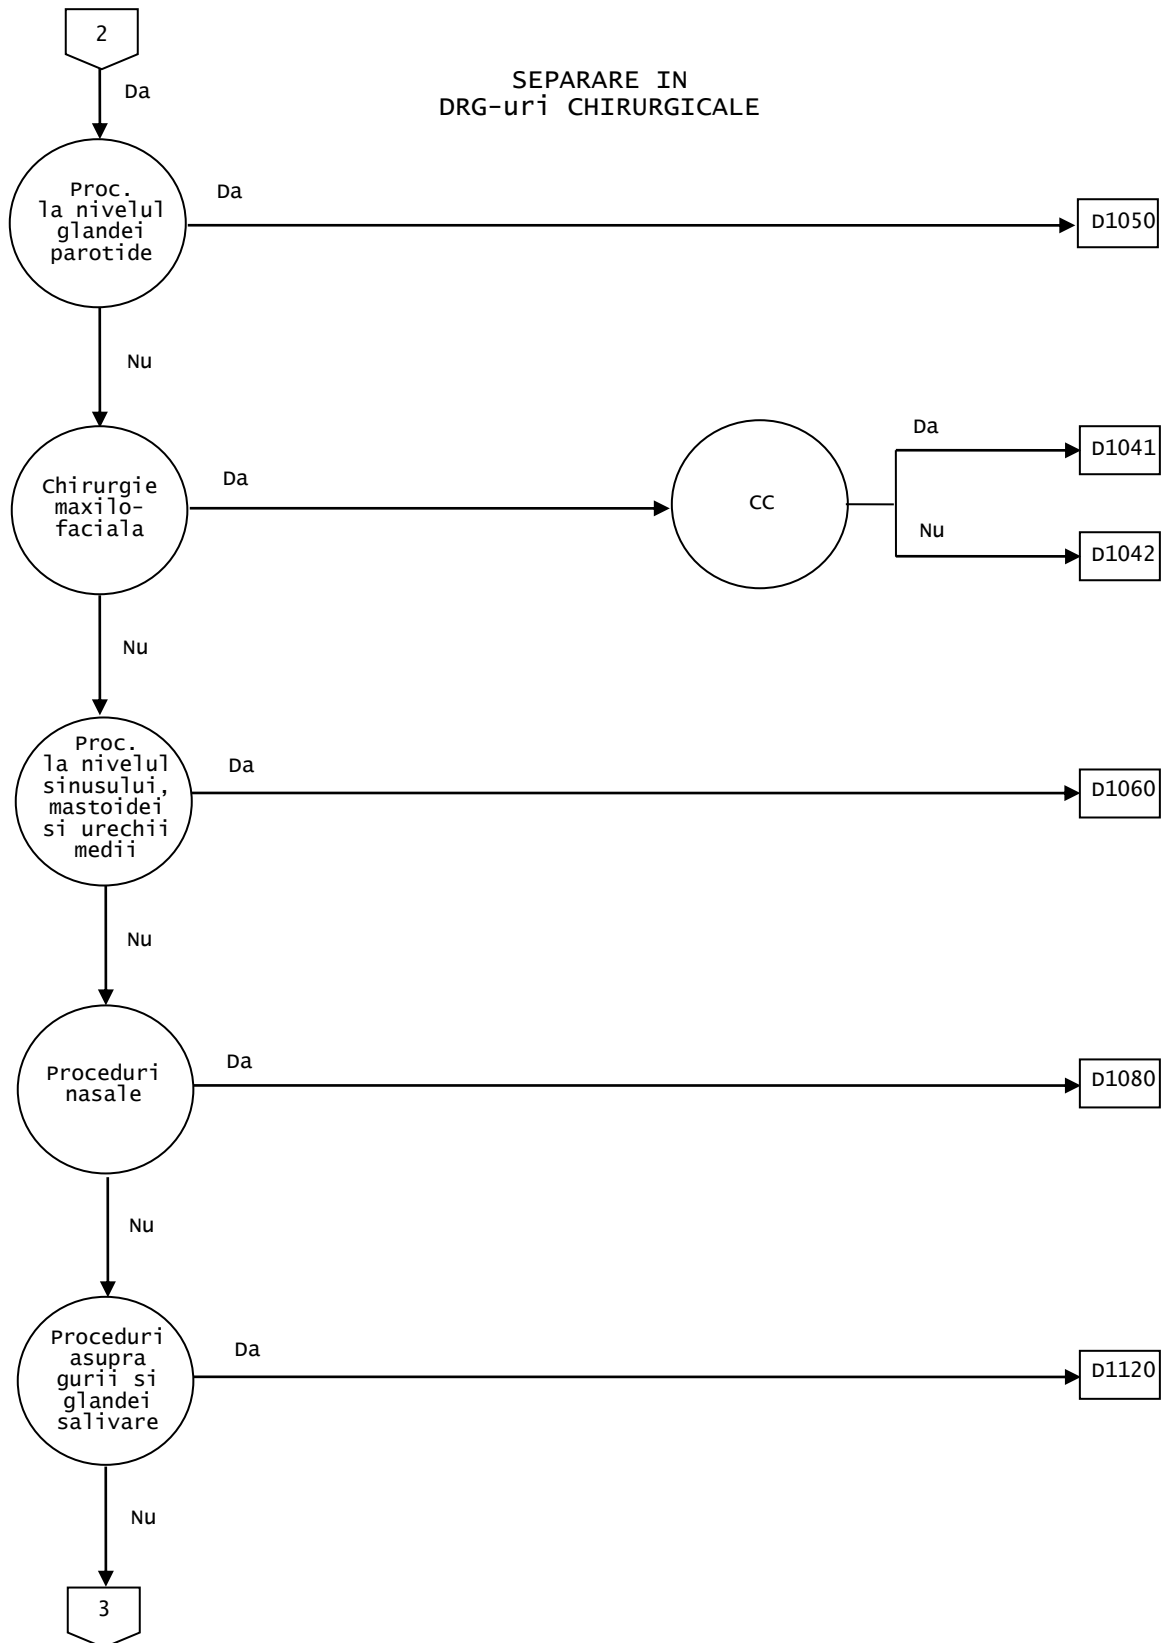 2
Da
SEPARARE IN
DRG-uri CHIRURGICALE
Proc.
la nivelul
glandei
parotide
Da
D1050
Nu
Chirurgie
maxilo-
faciala
Da
CC
Da
D1041
Nu
D1042
Nu
Proc.
la nivelul
sinusului,
mastoidei
si urechii
medii
Da
D1060
Nu
Proceduri
nasale
Da
D1080
Nu
Proceduri
asupra
gurii si
glandei
salivare
Da
D1120
Nu
3